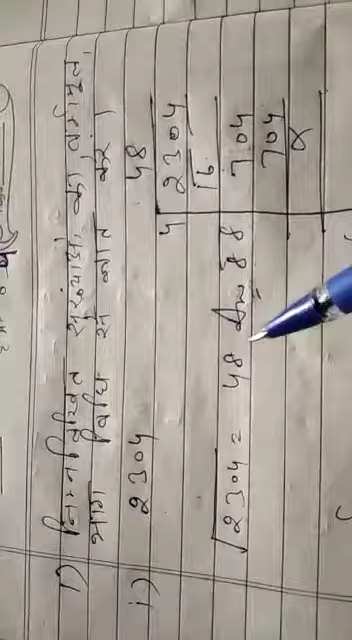 1) निम्नलिखित संख्याओं का वर्गमूल
भाग विधि से ज्ञात करे।
i) 2304
48
4 2304
16
88 704
704
×
√2304 = 48 Ans